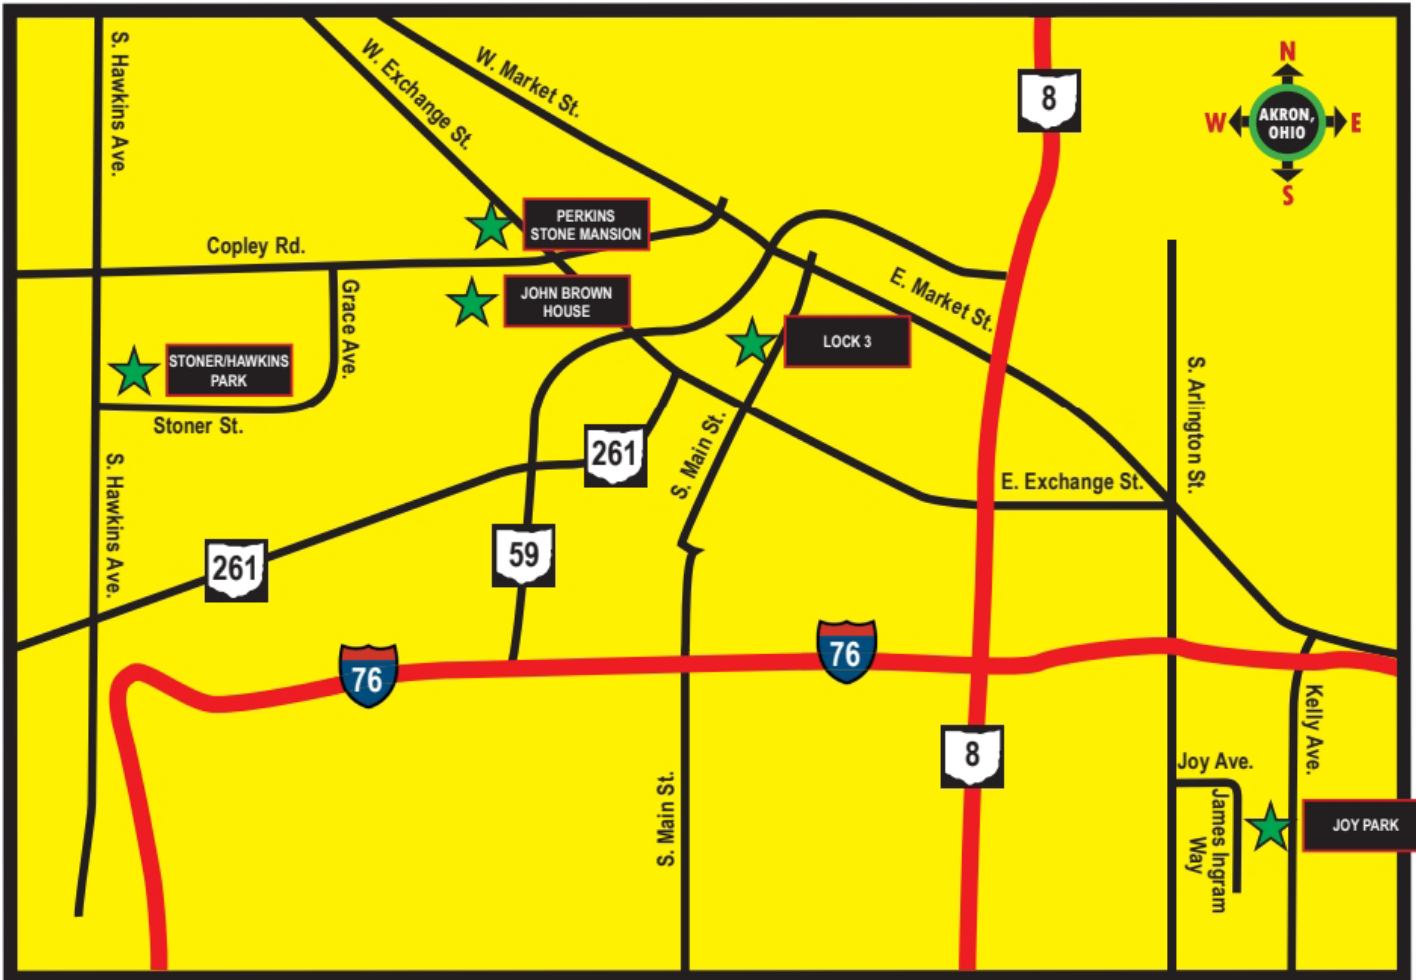 S. Hawkins Ave.
W. Exchange St.
W. Market St.
8
N
W
AKRON,
OHIO
E
S
PERKINS
STONE MANSION
Copley Rd.
JOHN BROWN
HOUSE
Grace Ave.
E. Market St.
LOCK 3
STONER/HAWKINS
PARK
Stoner St.
S. Arlington St.
S. Main St.
261
E. Exchange St.
S. Hawkins Ave.
59
261
76
76
Kelly Ave.
8
Joy Ave.
S. Main St.
James Ingram
Way
JOY PARK